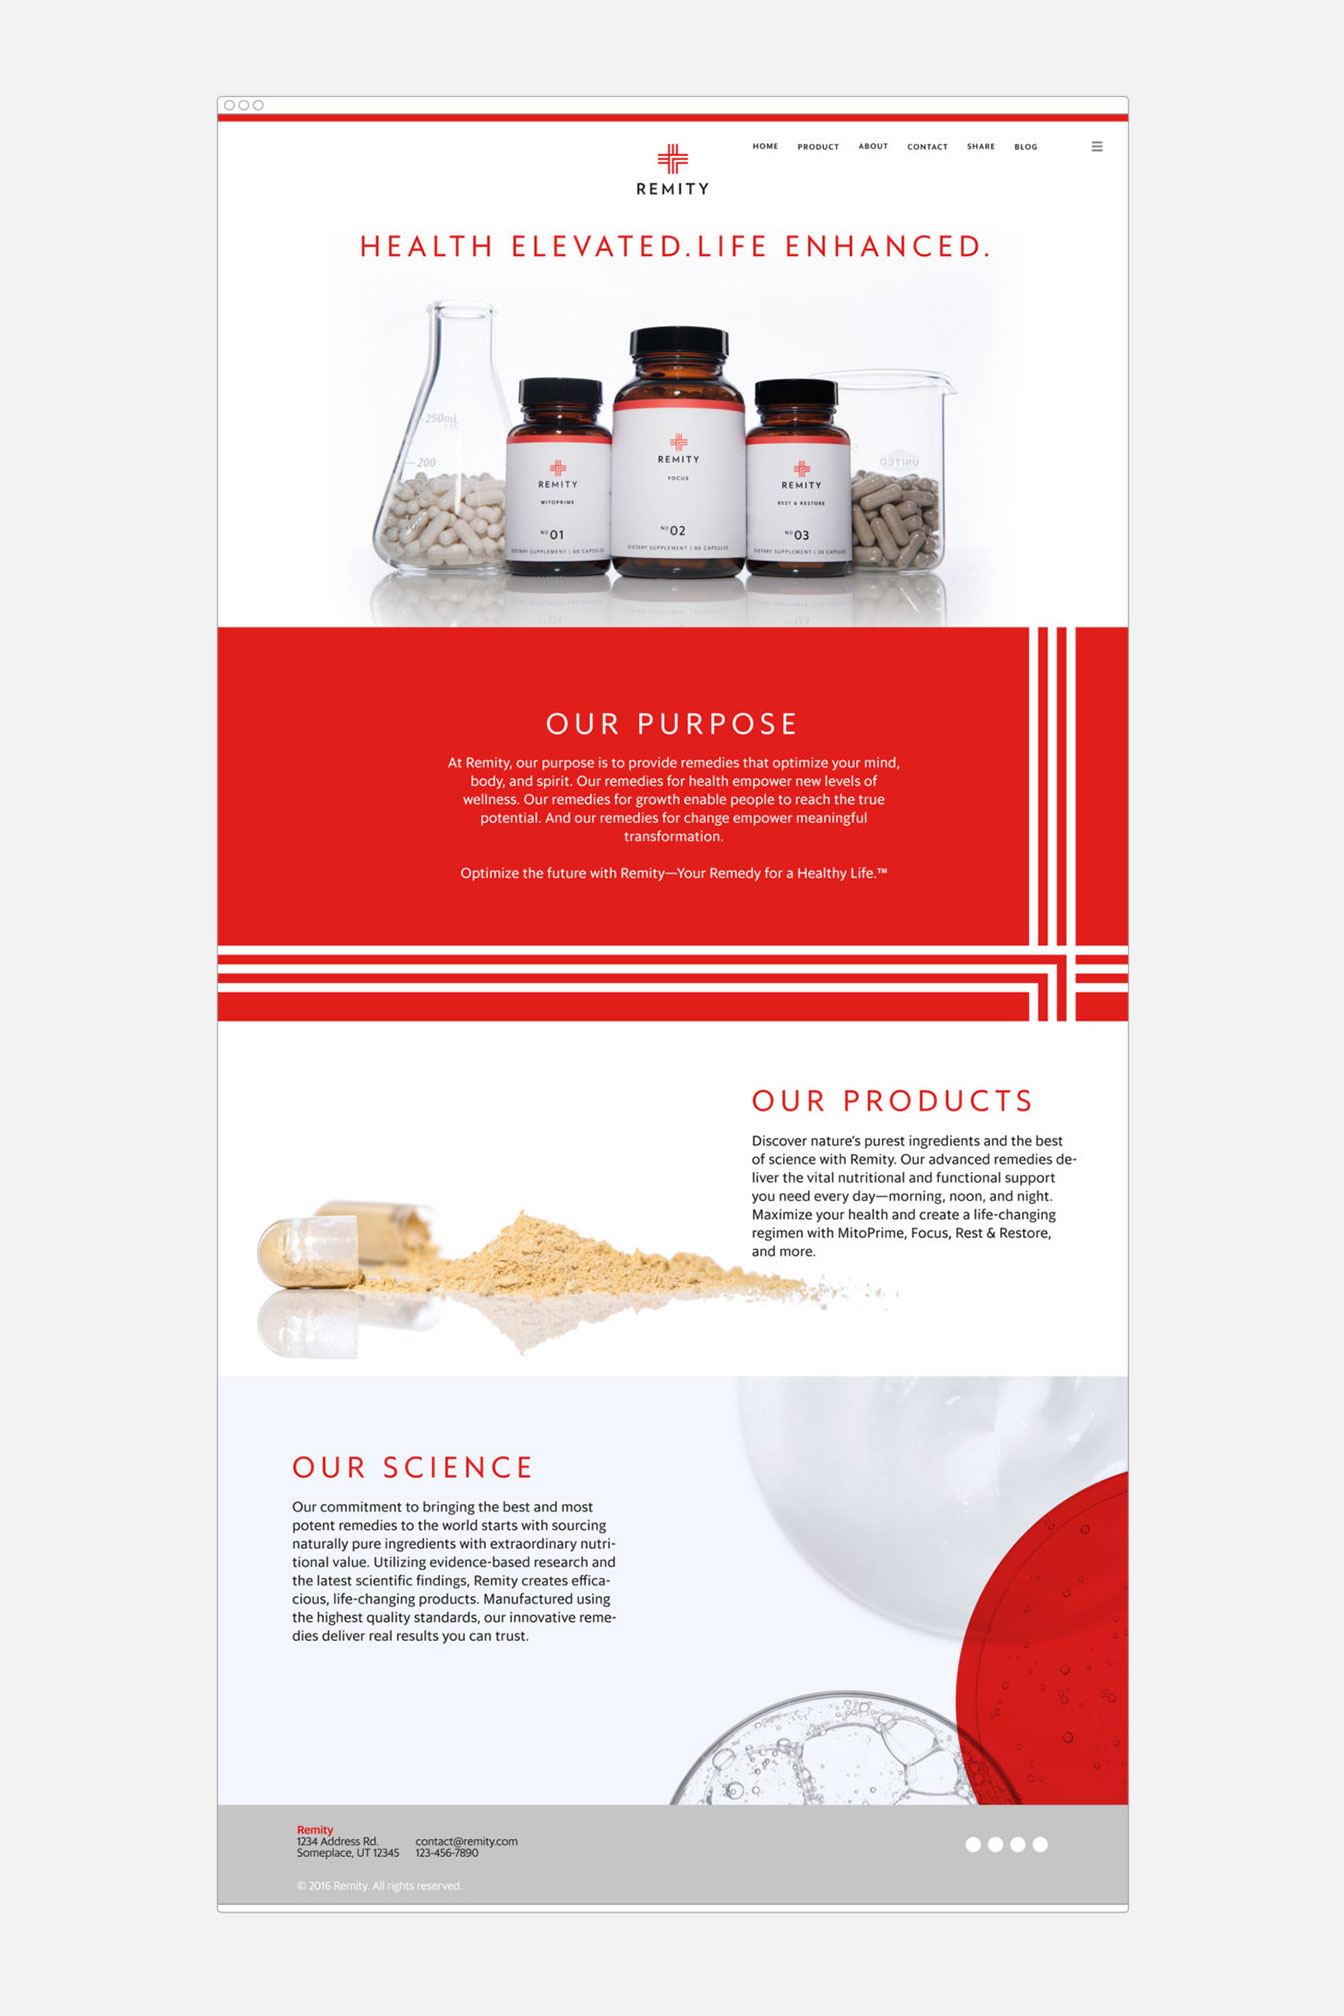 HOME PRODUCT ABOUT CONTACT SHARE BLOG
REMITY
HEALTH ELEVATED.LIFE ENHANCED.
250mL
200
UNITED
REMITY
MITOPRIME
No 01
DIETARY SUPPLEMENT | 60 CAPSULES
REMITY
FOCUS
No 02
DIETARY SUPPLEMENT | 90 CAPSULES
REMITY
REST & RESTORE
No 03
DIETARY SUPPLEMENT | 30 CAPSULES
OUR PURPOSE
At Remity, our purpose is to provide remedies that optimize your mind,
body, and spirit. Our remedies for health empower new levels of
wellness. Our remedies for growth enable people to reach the true
potential. And our remedies for change empower meaningful
transformation.
Optimize the future with Remity—Your Remedy for a Healthy Life.™
OUR PRODUCTS
Discover nature's purest ingredients and the best
of science with Remity. Our advanced remedies de-
liver the vital nutritional and functional support
you need every day—morning, noon, and night.
Maximize your health and create a life-changing
regimen with MitoPrime, Focus, Rest & Restore,
and more.
OUR SCIENCE
Our commitment to bringing the best and most
potent remedies to the world starts with sourcing
naturally pure ingredients with extraordinary nutri-
tional value. Utilizing evidence-based research and
the latest scientific findings, Remity creates effica-
cious, life-changing products. Manufactured using
the highest quality standards, our innovative reme-
dies deliver real results you can trust.
Remity
1234 Address Rd. contact@remity.com
Someplace, UT 12345 123-456-7890
© 2016 Remity. All rights reserved.